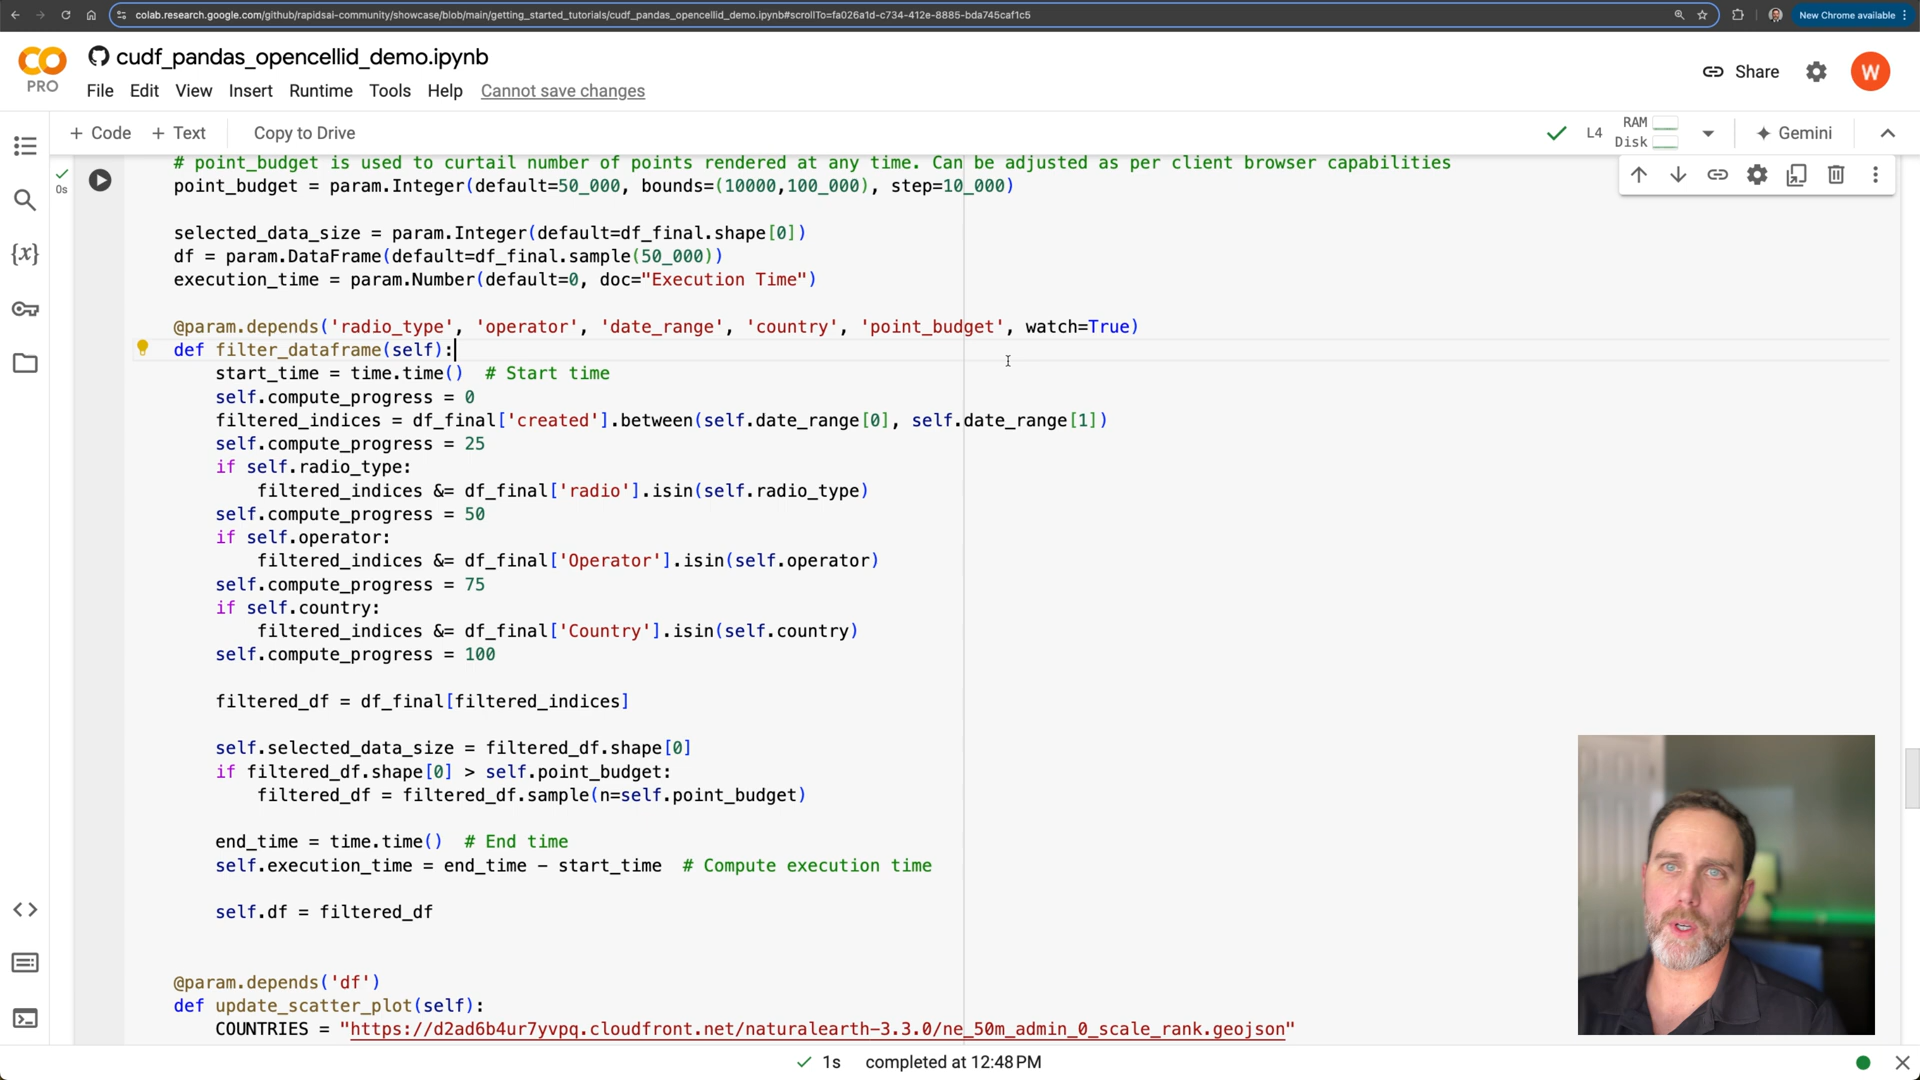 colab.research.google.com/github/rapidsai-community/showcase/blob/main/getting_started_tutorials/cudf_pandas_opencellid_demo.ipynb#scrollTo=fa026a1d-c734-412e-8885-bda745caf1c5
New Chrome available
cudf_pandas_opencellid_demo.ipynb
PRO
File Edit View Insert Runtime Tools Help Cannot save changes
Share
W
+ Code + Text Copy to Drive
L4
RAM
Disk
Gemini
0s
# point_budget is used to curtail number of points rendered at any time. Can be adjusted as per client browser capabilities
point_budget = param.Integer(default=50_000, bounds=(10000,100_000), step=10_000)
selected_data_size = param.Integer(default=df_final.shape[0])
df = param.DataFrame(default=df_final.sample(50_000))
execution_time = param.Number(default=0, doc="Execution Time")
@param.depends('radio_type', 'operator', 'date_range', 'country', 'point_budget', watch=True)
def filter_dataframe(self):
start_time = time.time()  # Start time
self.compute_progress = 0
filtered_indices = df_final['created'].between(self.date_range[0], self.date_range[1])
self.compute_progress = 25
if self.radio_type:
filtered_indices &= df_final['radio'].isin(self.radio_type)
self.compute_progress = 50
if self.operator:
filtered_indices &= df_final['Operator'].isin(self.operator)
self.compute_progress = 75
if self.country:
filtered_indices &= df_final['Country'].isin(self.country)
self.compute_progress = 100
filtered_df = df_final[filtered_indices]
self.selected_data_size = filtered_df.shape[0]
if filtered_df.shape[0] > self.point_budget:
filtered_df = filtered_df.sample(n=self.point_budget)
end_time = time.time()  # End time
self.execution_time = end_time - start_time  # Compute execution time
self.df = filtered_df
@param.depends('df')
def update_scatter_plot(self):
COUNTRIES = "https://d2ad6b4ur7yvpq.cloudfront.net/naturalearth-3.3.0/ne_50m_admin_0_scale_rank.geojson"
1s completed at 12:48 PM